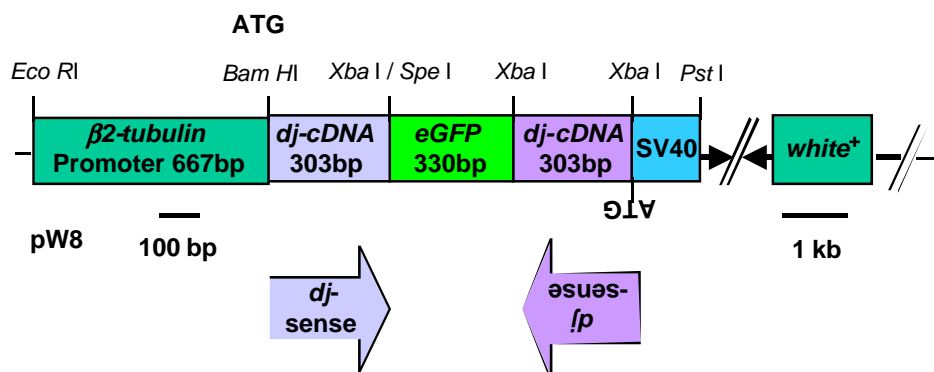 ATG
Eco RI Bam HI Xba I / Spe I Xba I Xba I Pst I
β2-tubulin dj-cDNA eGFP dj-cDNA SV40 white+
Promoter 667bp 303bp 330bp 303bp
ATG
pW8 100 bp 1 kb
dj-
sense
dj
-sense